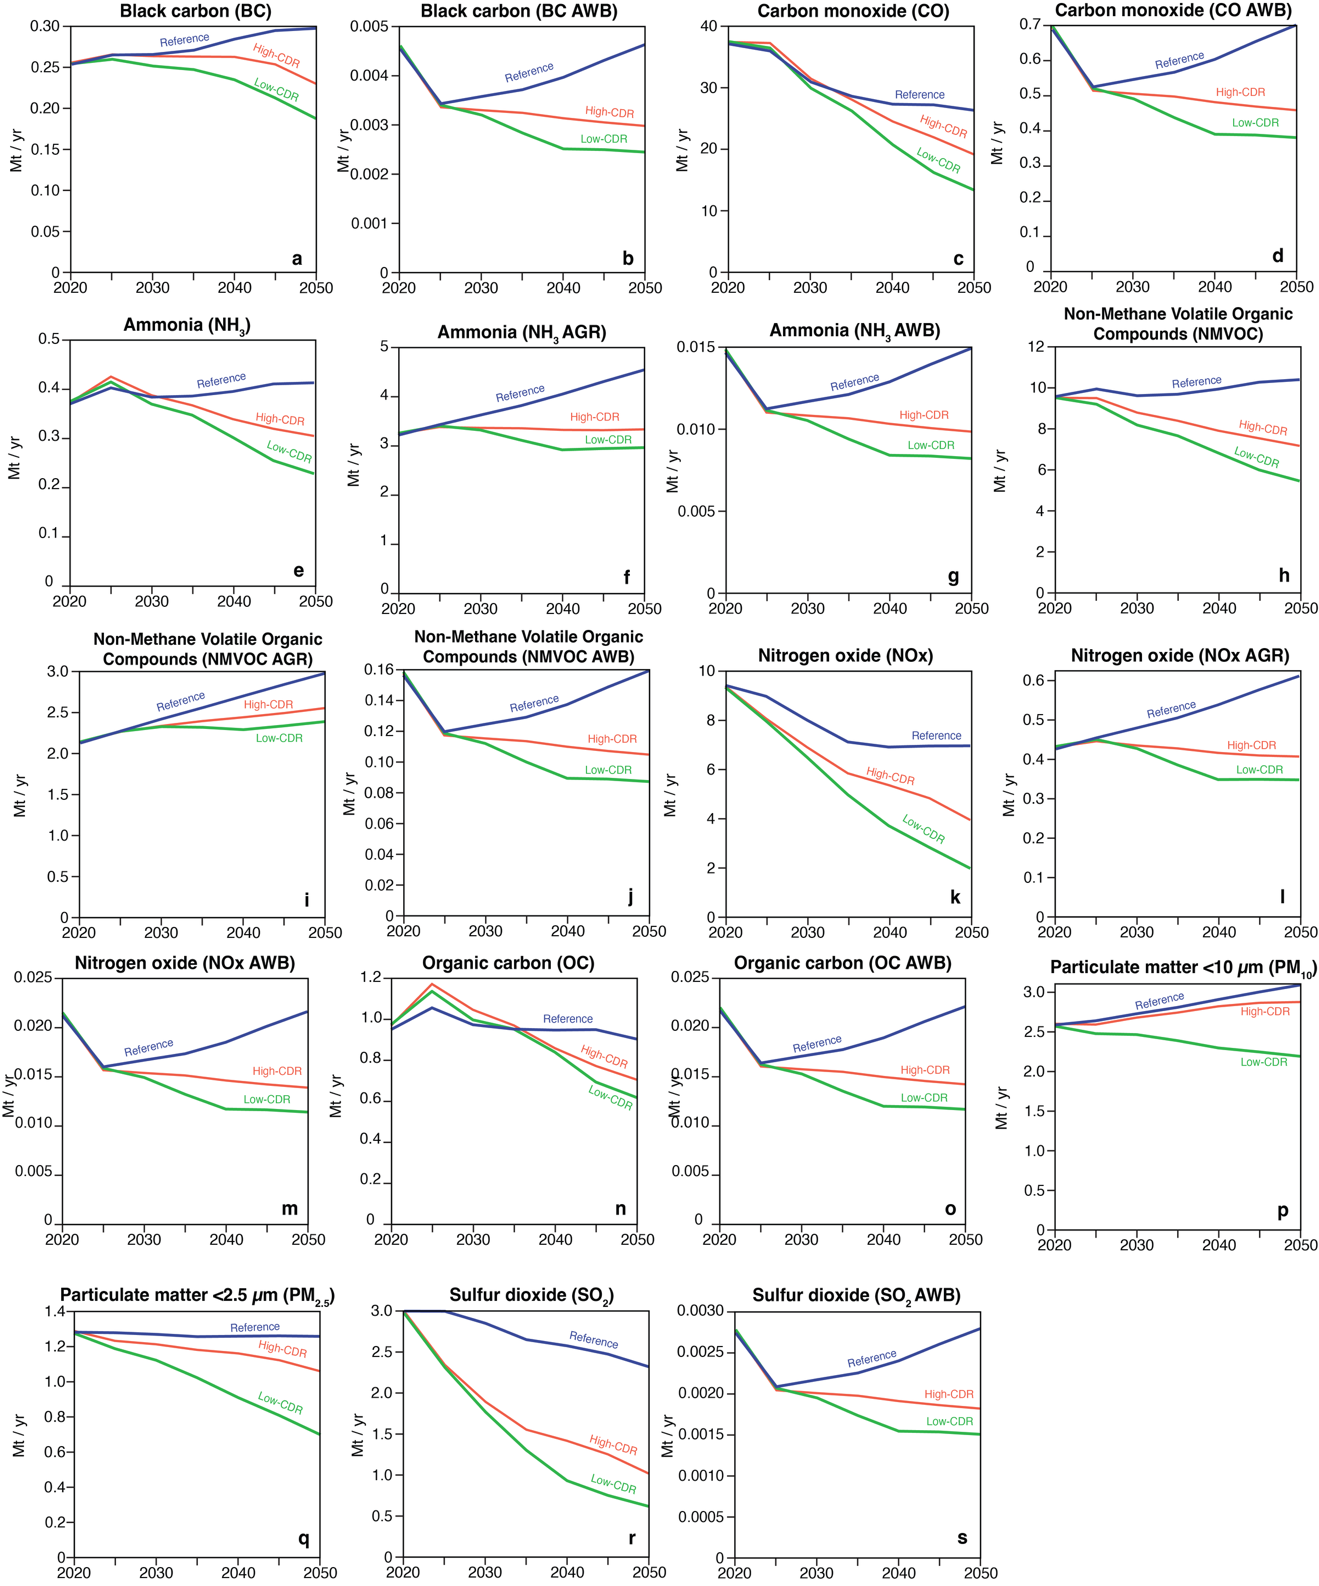 Black carbon (BC)
0.30
0.25
0.20
0.15
0.10
0.05
0
Mt / yr
Reference
High-CDR
Low-CDR
a
2020 2030 2040 2050
Black carbon (BC AWB)
0.005
0.004
0.003
0.002
0.001
0
Mt / yr
Reference
High-CDR
Low-CDR
b
2020 2030 2040 2050
Carbon monoxide (CO)
40
30
20
10
0
Mt / yr
Reference
High-CDR
Low-CDR
c
2020 2030 2040 2050
Carbon monoxide (CO AWB)
0.7
0.6
0.5
0.4
0.3
0.2
0.1
0
Mt / yr
Reference
High-CDR
Low-CDR
d
2020 2030 2040 2050
Ammonia (NH3)
0.5
0.4
0.3
0.2
0.1
0
Mt / yr
Reference
High-CDR
Low-CDR
e
2020 2030 2040 2050
Ammonia (NH3 AGR)
5
4
3
2
1
0
Mt / yr
Reference
High-CDR
Low-CDR
f
2020 2030 2040 2050
Ammonia (NH3 AWB)
0.015
0.010
0.005
0
Mt / yr
Reference
High-CDR
Low-CDR
g
2020 2030 2040 2050
Non-Methane Volatile Organic
Compounds (NMVOC)
12
10
8
6
4
2
0
Mt / yr
Reference
High-CDR
Low-CDR
h
2020 2030 2040 2050
Non-Methane Volatile Organic
Compounds (NMVOC AGR)
3.0
2.5
2.0
1.5
1.0
0.5
0
Mt / yr
Reference
High-CDR
Low-CDR
i
2020 2030 2040 2050
Non-Methane Volatile Organic
Compounds (NMVOC AWB)
0.16
0.14
0.12
0.10
0.08
0.06
0.04
0.02
0
Mt / yr
Reference
High-CDR
Low-CDR
j
2020 2030 2040 2050
Nitrogen oxide (NOx)
10
8
6
4
2
0
Mt / yr
Reference
High-CDR
Low-CDR
k
2020 2030 2040 2050
Nitrogen oxide (NOx AGR)
0.6
0.5
0.4
0.3
0.2
0.1
0
Mt / yr
Reference
High-CDR
Low-CDR
l
2020 2030 2040 2050
Nitrogen oxide (NOx AWB)
0.025
0.020
0.015
0.010
0.005
0
Mt / yr
Reference
High-CDR
Low-CDR
m
2020 2030 2040 2050
Organic carbon (OC)
1.2
1.0
0.8
0.6
0.4
0.2
0
Mt / yr
Reference
High-CDR
Low-CDR
n
2020 2030 2040 2050
Organic carbon (OC AWB)
0.025
0.020
0.015
0.010
0.005
0
Mt / yr
Reference
High-CDR
Low-CDR
o
2020 2030 2040 2050
Particulate matter <10 µm (PM10)
3.0
2.5
2.0
1.5
1.0
0.5
0
Mt / yr
Reference
High-CDR
Low-CDR
p
2020 2030 2040 2050
Particulate matter <2.5 µm (PM2.5)
1.4
1.2
1.0
0.8
0.6
0.4
0.2
0
Mt / yr
Reference
High-CDR
Low-CDR
q
2020 2030 2040 2050
Sulfur dioxide (SO2)
3.0
2.5
2.0
1.5
1.0
0.5
0
Mt / yr
Reference
High-CDR
Low-CDR
r
2020 2030 2040 2050
Sulfur dioxide (SO2 AWB)
0.0030
0.0025
0.0020
0.0015
0.0010
0.0005
0
Mt / yr
Reference
High-CDR
Low-CDR
s
2020 2030 2040 2050